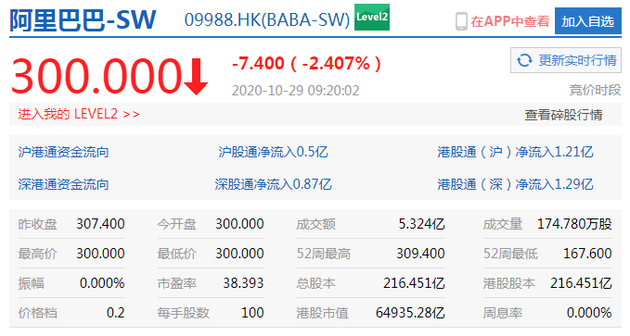 阿里巴巴-SW 09988.HK(BABA-SW) Level2 在APP中查看 加入自选
300.000 -7.400 ( -2.407% ) 更新实时行情
2020-10-29 09:20:02 竞价时段
进入我的 LEVEL2 >> 查看碎股行情
沪港通资金流向 沪股通净流入0.5亿 港股通（沪）净流入1.21亿
深港通资金流向 深股通净流入0.87亿 港股通（深）净流入1.29亿
昨收盘 307.400 今开盘 300.000 成交额 5.324亿 成交量 174.780万股
最高价 300.000 最低价 300.000 52周最高 309.400 52周最低 167.600
振幅 0.000% 市盈率 38.393 总股本 216.451亿 港股股本 216.451亿
价格档 0.2 每手股数 100 港股市值 64935.28亿 周息率 0.000%